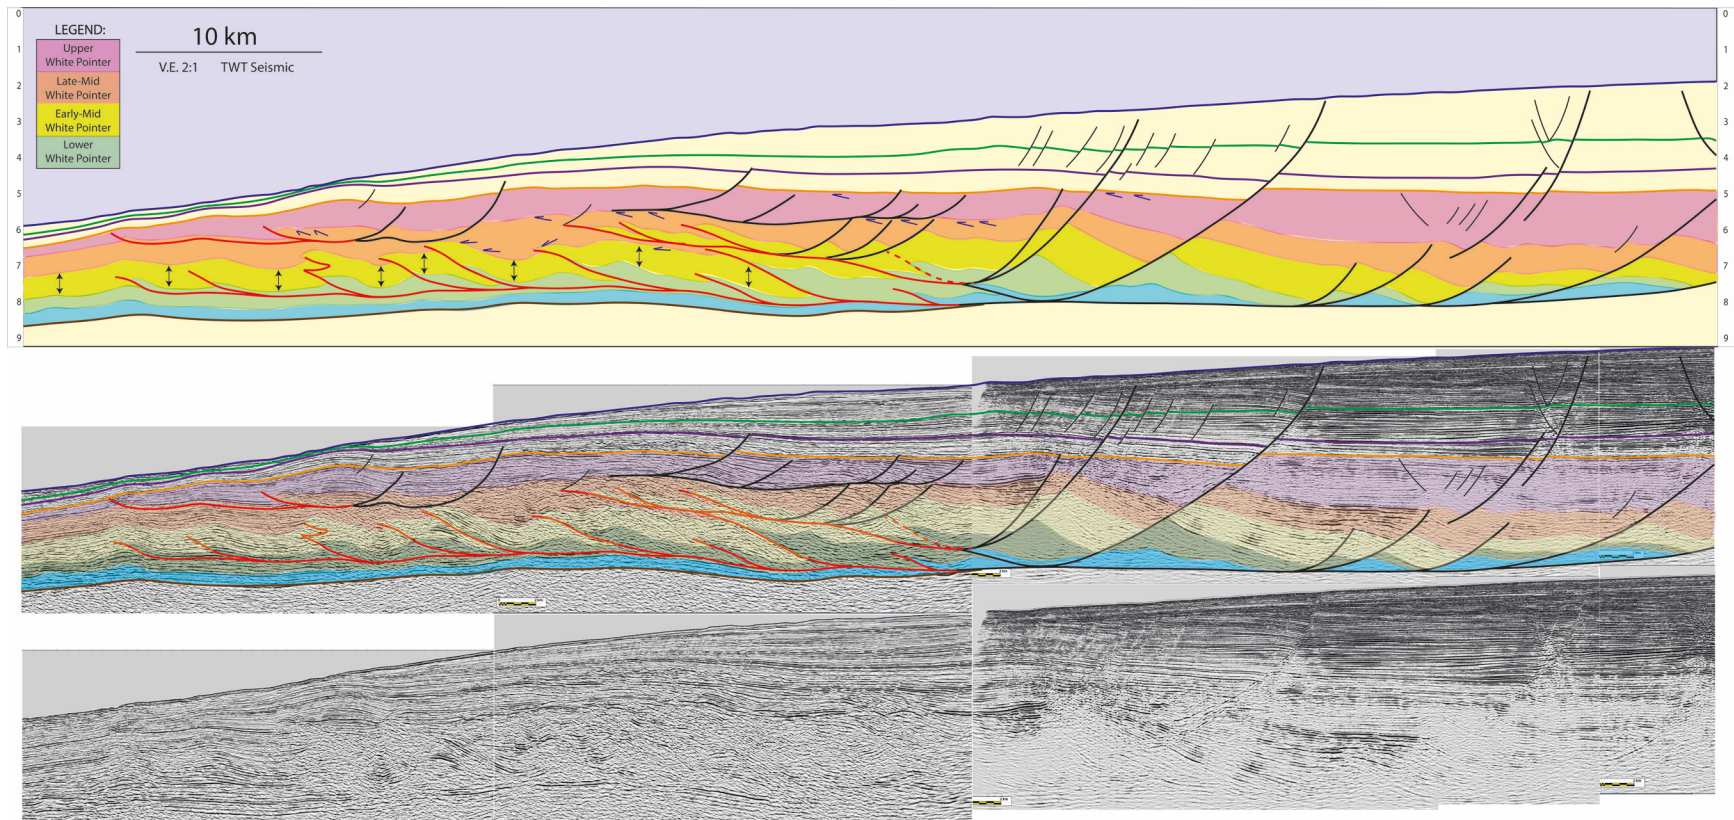 LEGEND:
Upper
White Pointer
Late-Mid
White Pointer
Early-Mid
White Pointer
Lower
White Pointer
10 km
V.E. 2:1 TWT Seismic
0
1
2
3
4
5
6
7
8
9
0
1
2
3
4
5
6
7
8
9